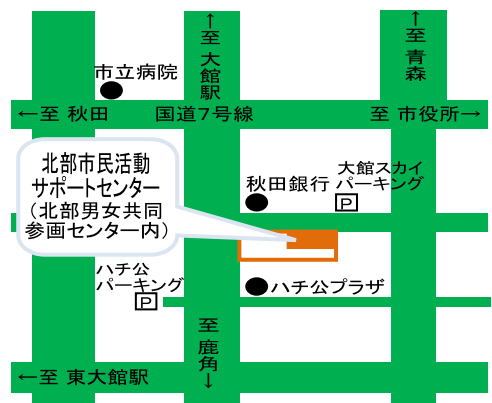 ↑至 大館駅
↑至 青森
市立病院
←至 秋田
国道7号線
至 市役所→
北部市民活動
サポートセンター
（北部男女共同
参画センター内）
秋田銀行
大館スカイ
パーキング
P
ハチ公
パーキング
P
ハチ公プラザ
至 鹿角↓
←至 東大館駅